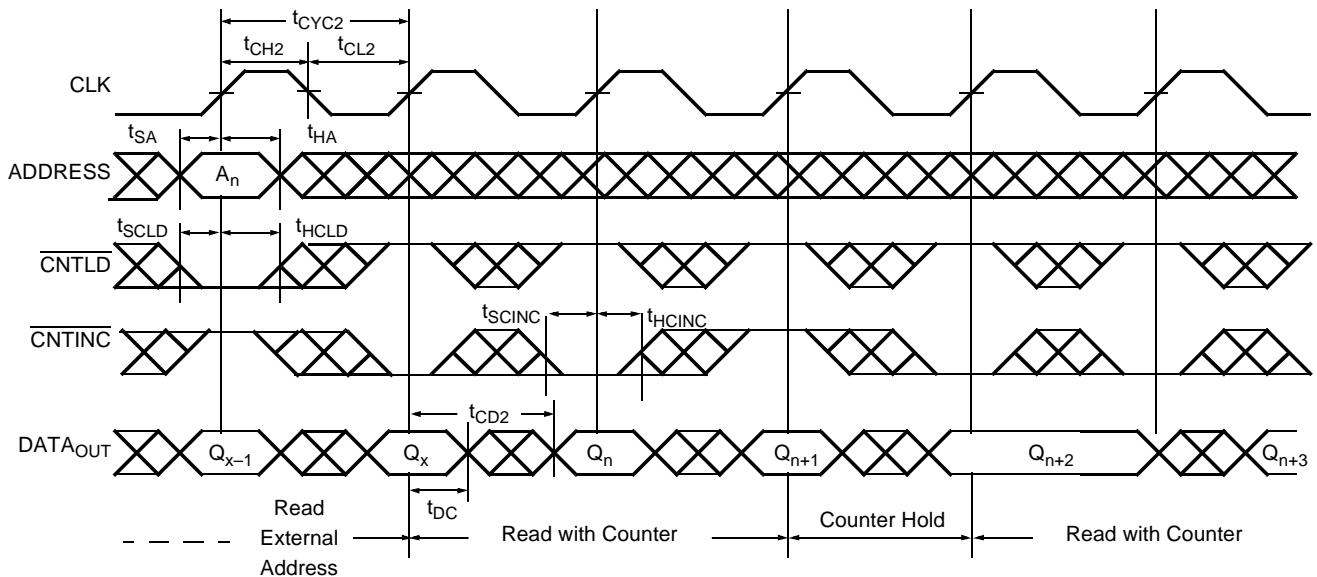 tCYC2
tCH2 tCL2
CLK
tSA tHA
ADDRESS An
tSCLD tHCLD
CNTLD
tSCINC tHCINC
CNTINC
tCD2
DATAOUT Qx–1 Qx Qn Qn+1 Qn+2 Qn+3
tDC
Read
External
Address
Read with Counter
Counter Hold
Read with Counter